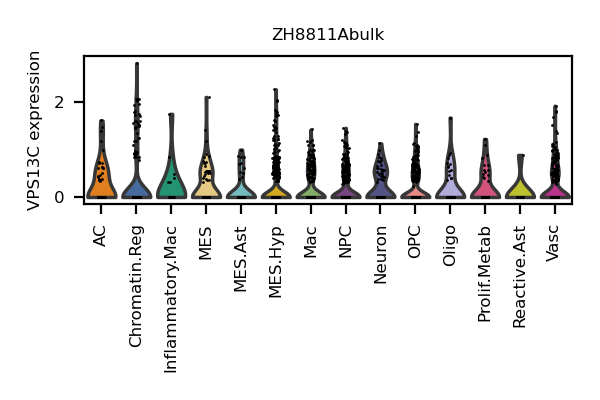 ZH8811Abulk
VPS13C expression
2
0
AC
Chromatin.Reg
Inflammatory.Mac
MES
MES.Ast
MES.Hyp
Mac
NPC
Neuron
OPC
Oligo
Prolif.Metab
Reactive.Ast
Vasc